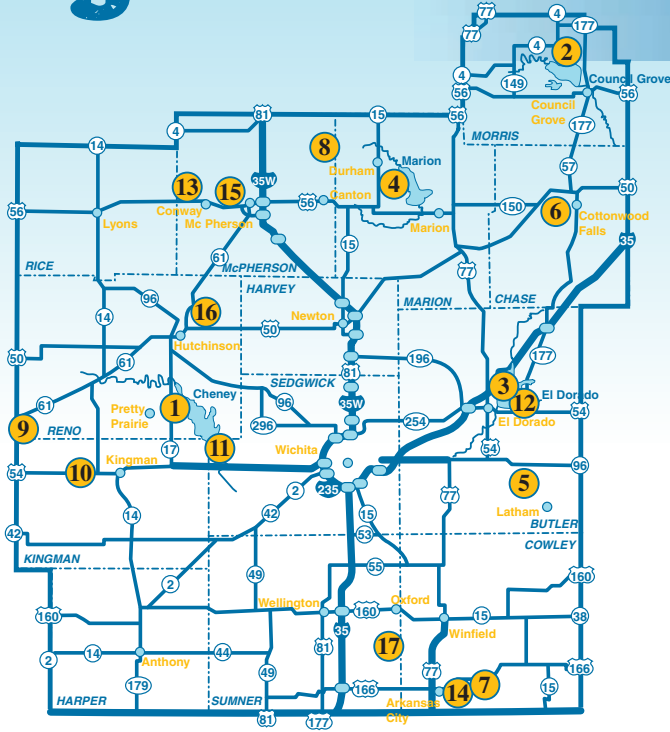 77
4
177
77
4
2
4
149
Council Grove
56
56
Council
Grove
177
MORRIS
81
15
56
4
14
8
Durham
Marion
57
35W
4
13
15
50
Conway
56
Canton
150
6
56
Lyons
Mc Pherson
Marion
Cottonwood
Falls
35
15
61
RICE
McPHERSON
77
HARVEY
MARION
CHASE
96
16
14
Newton
50
Hutchinson
177
50
61
196
81
SEDGWICK
3
El Dorado
Cheney
96
35W
12
61
Pretty
Prairie
1
54
9
296
254
El Dorado
RENO
17
11
Wichita
54
10
Kingman
96
54
5
235
2
77
Latham
14
42
15
BUTLER
42
53
COWLEY
KINGMAN
55
49
2
160
Wellington
Oxford
160
160
15
38
35
Winfield
81
17
2
14
44
Anthony
77
166
49
179
166
14
7
15
Arkansas
City
HARPER
SUMNER
81
177